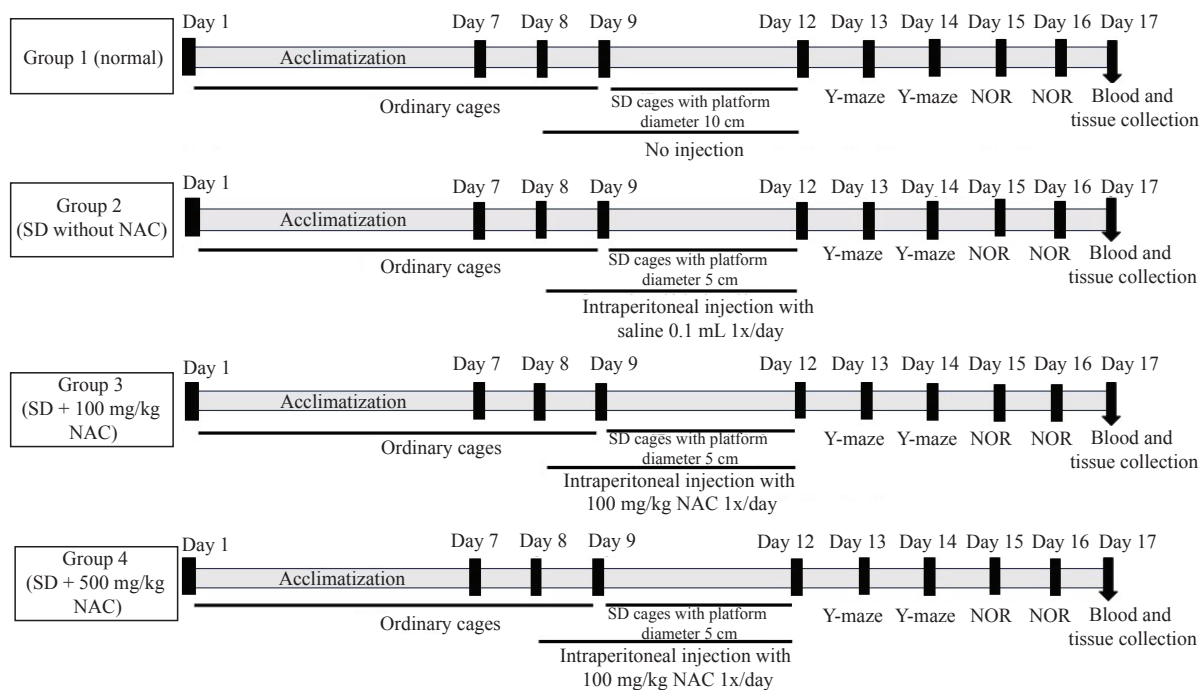 Day 1
Day 7
Day 8
Day 9
Day 12
Day 13
Day 14
Day 15
Day 16
Day 17
Group 1 (normal)
Acclimatization
Ordinary cages
SD cages with platform
diameter 10 cm
No injection
Y-maze
Y-maze
NOR
NOR
Blood and
tissue collection
Day 1
Day 7
Day 8
Day 9
Day 12
Day 13
Day 14
Day 15
Day 16
Day 17
Group 2
(SD without NAC)
Acclimatization
Ordinary cages
SD cages with platform
diameter 5 cm
Intraperitoneal injection with
saline 0.1 mL 1x/day
Y-maze
Y-maze
NOR
NOR
Blood and
tissue collection
Day 1
Day 7
Day 8
Day 9
Day 12
Day 13
Day 14
Day 15
Day 16
Day 17
Group 3
(SD + 100 mg/kg
NAC)
Acclimatization
Ordinary cages
SD cages with platform
diameter 5 cm
Intraperitoneal injection with
100 mg/kg NAC 1x/day
Y-maze
Y-maze
NOR
NOR
Blood and
tissue collection
Day 1
Day 7
Day 8
Day 9
Day 12
Day 13
Day 14
Day 15
Day 16
Day 17
Group 4
(SD + 500 mg/kg
NAC)
Acclimatization
Ordinary cages
SD cages with platform
diameter 5 cm
Intraperitoneal injection with
100 mg/kg NAC 1x/day
Y-maze
Y-maze
NOR
NOR
Blood and
tissue collection